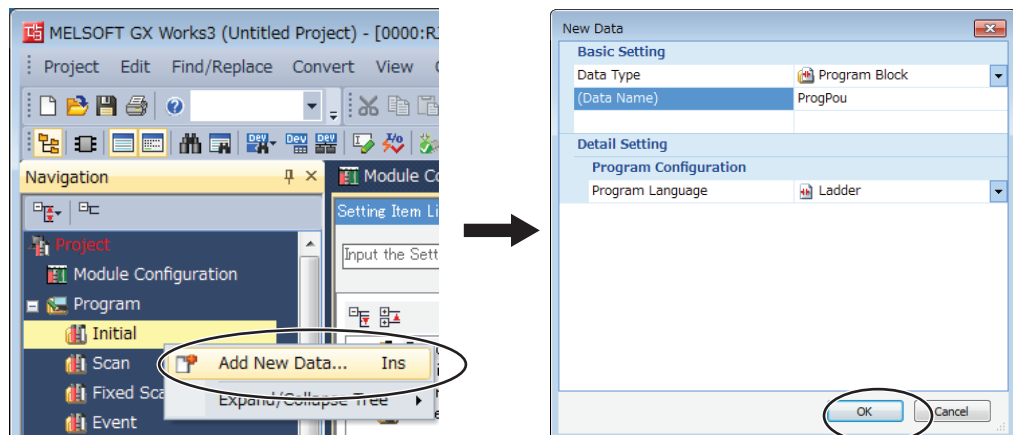 MELSOFT GX Works3 (Untitled Project) - [0000:R
Project Edit Find/Replace Convert View
Navigation
Module Co
Setting Item Li
Input the Sett
Project
Module Configuration
Program
Initial
Scan
Fixed Sca
Event
Add New Data... Ins
Expand/Collapse Tree
New Data
Basic Setting
Data Type Program Block
(Data Name) ProgPou
Detail Setting
Program Configuration
Program Language Ladder
OK Cancel